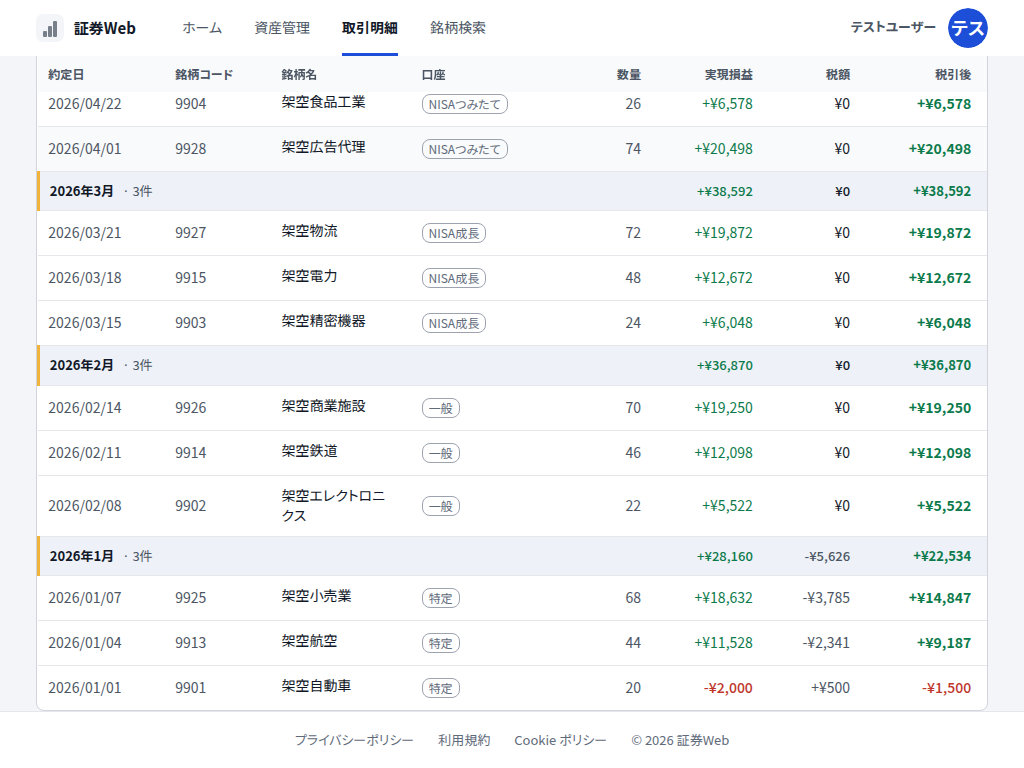 証券Web ホーム 資産管理 取引明細 銘柄検索 テストユーザー テス
約定日 銘柄コード 銘柄名 口座 数量 実現損益 税額 税引後
2026/04/22 9904 架空食品工業 NISAつみたて 26 +¥6,578 ¥0 +¥6,578
2026/04/01 9928 架空広告代理 NISAつみたて 74 +¥20,498 ¥0 +¥20,498
2026年3月 · 3件 +¥38,592 ¥0 +¥38,592
2026/03/21 9927 架空物流 NISA成長 72 +¥19,872 ¥0 +¥19,872
2026/03/18 9915 架空電力 NISA成長 48 +¥12,672 ¥0 +¥12,672
2026/03/15 9903 架空精密機器 NISA成長 24 +¥6,048 ¥0 +¥6,048
2026年2月 · 3件 +¥36,870 ¥0 +¥36,870
2026/02/14 9926 架空商業施設 一般 70 +¥19,250 ¥0 +¥19,250
2026/02/11 9914 架空鉄道 一般 46 +¥12,098 ¥0 +¥12,098
2026/02/08 9902 架空エレクトロニ
クス 一般 22 +¥5,522 ¥0 +¥5,522
2026年1月 · 3件 +¥28,160 -¥5,626 +¥22,534
2026/01/07 9925 架空小売業 特定 68 +¥18,632 -¥3,785 +¥14,847
2026/01/04 9913 架空航空 特定 44 +¥11,528 -¥2,341 +¥9,187
2026/01/01 9901 架空自動車 特定 20 -¥2,000 +¥500 -¥1,500
プライバシーポリシー 利用規約 Cookie ポリシー © 2026 証券Web